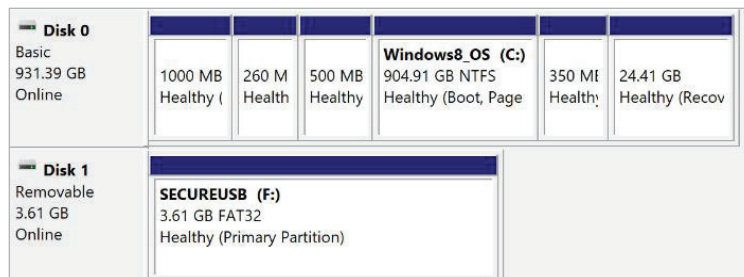 Disk 0
Basic
931.39 GB
Online
1000 MB
Healthy (
260 M
Health
500 MB
Healthy
Windows8_OS (C:)
904.91 GB NTFS
Healthy (Boot, Page
350 ME
Healthy
24.41 GB
Healthy (Recov
Disk 1
Removable
3.61 GB
Online
SECUREUSB (F:)
3.61 GB FAT32
Healthy (Primary Partition)